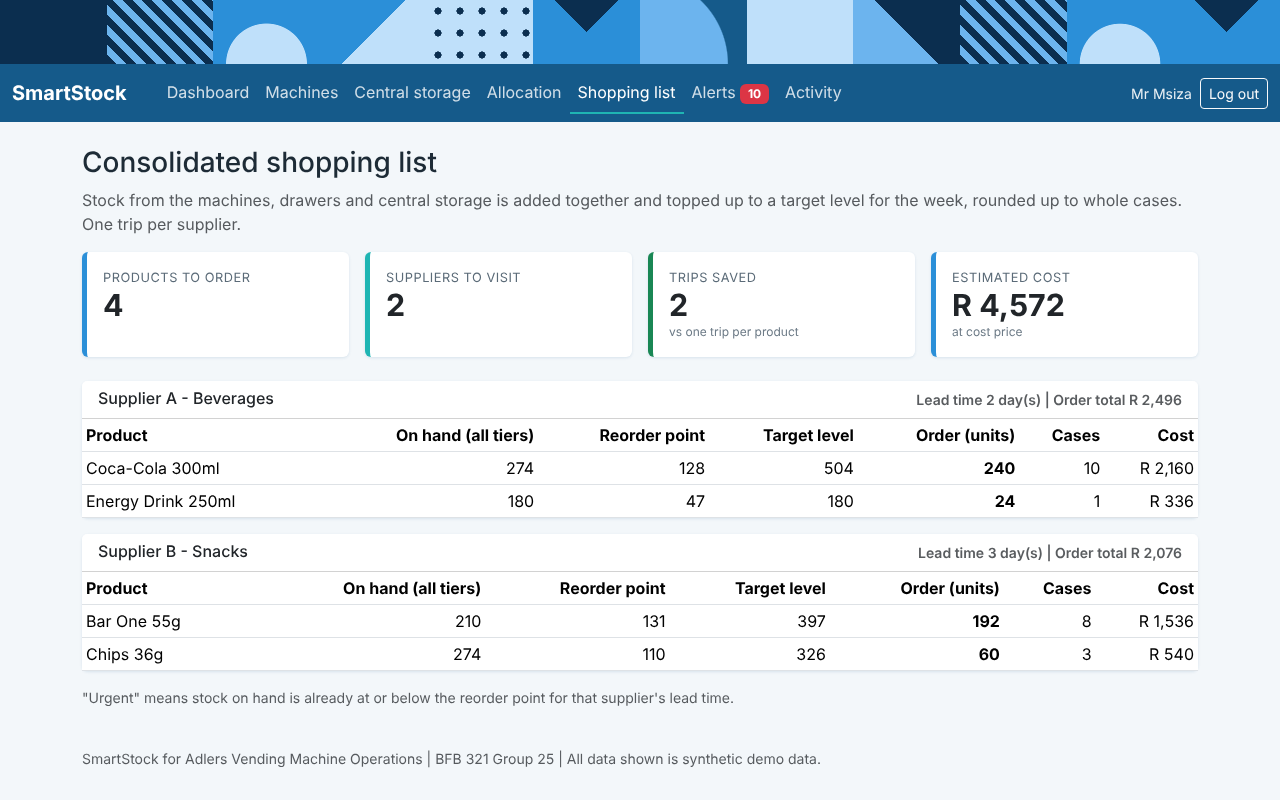 SmartStock
Dashboard
Machines
Central storage
Allocation
Shopping list
Alerts 10
Activity
Mr Msiza
Log out
Consolidated shopping list
Stock from the machines, drawers and central storage is added together and topped up to a target level for the week, rounded up to whole cases.
One trip per supplier.
PRODUCTS TO ORDER
4
SUPPLIERS TO VISIT
2
TRIPS SAVED
2
vs one trip per product
ESTIMATED COST
R 4,572
at cost price
Supplier A - Beverages
Lead time 2 day(s) | Order total R 2,496
Product On hand (all tiers) Reorder point Target level Order (units) Cases Cost
Coca-Cola 300ml 274 128 504 240 10 R 2,160
Energy Drink 250ml 180 47 180 24 1 R 336
Supplier B - Snacks
Lead time 3 day(s) | Order total R 2,076
Product On hand (all tiers) Reorder point Target level Order (units) Cases Cost
Bar One 55g 210 131 397 192 8 R 1,536
Chips 36g 274 110 326 60 3 R 540
"Urgent" means stock on hand is already at or below the reorder point for that supplier's lead time.
SmartStock for Adlers Vending Machine Operations | BFB 321 Group 25 | All data shown is synthetic demo data.